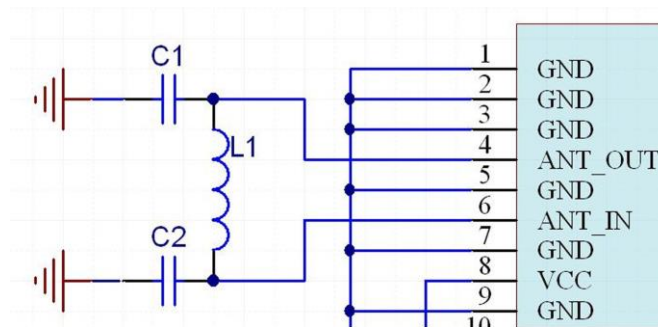 C1
L1
C2
1 GND
2 GND
3 GND
4 ANT_OUT
5 GND
6 ANT_IN
7 GND
8 VCC
9 GND
10